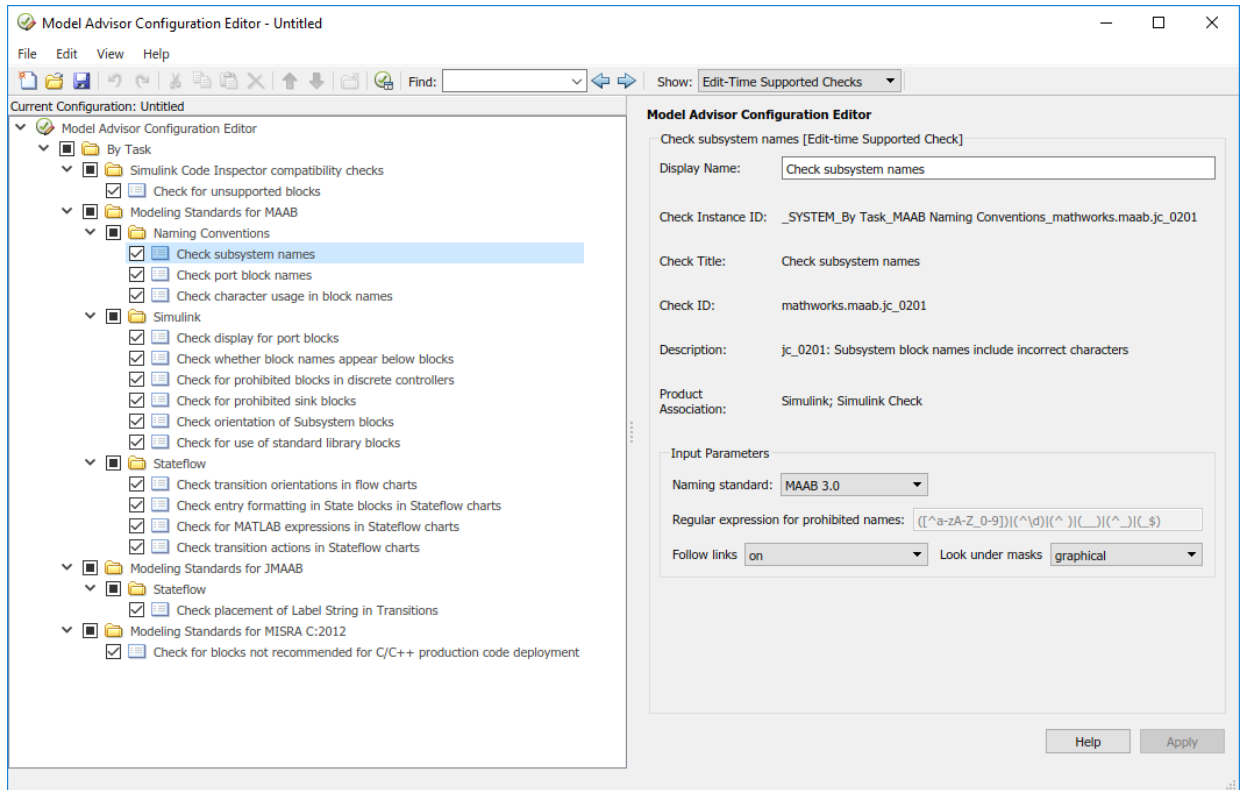 Model Advisor Configuration Editor - Untitled
File Edit View Help
Find: Show: Edit-Time Supported Checks
Current Configuration: Untitled
Model Advisor Configuration Editor
By Task
Simulink Code Inspector compatibility checks
Check for unsupported blocks
Modeling Standards for MAAB
Naming Conventions
Check subsystem names
Check port block names
Check character usage in block names
Simulink
Check display for port blocks
Check whether block names appear below blocks
Check for prohibited blocks in discrete controllers
Check for prohibited sink blocks
Check orientation of Subsystem blocks
Check for use of standard library blocks
Stateflow
Check transition orientations in flow charts
Check entry formatting in State blocks in Stateflow charts
Check for MATLAB expressions in Stateflow charts
Check transition actions in Stateflow charts
Modeling Standards for JMAAB
Stateflow
Check placement of Label String in Transitions
Modeling Standards for MISRA C:2012
Check for blocks not recommended for C/C++ production code deployment
Model Advisor Configuration Editor
Check subsystem names [Edit-time Supported Check]
Display Name: Check subsystem names
Check Instance ID: _SYSTEM_By Task_MAAB Naming Conventions_mathworks.maab.jc_0201
Check Title: Check subsystem names
Check ID: mathworks.maab.jc_0201
Description: jc_0201: Subsystem block names include incorrect characters
Product
Association: Simulink; Simulink Check
Input Parameters
Naming standard: MAAB 3.0
Regular expression for prohibited names: ([^a-zA-Z_0-9])|(^\d)|(^ )|(__)|(^_)|(_$)
Follow links on Look under masks graphical
Help Apply